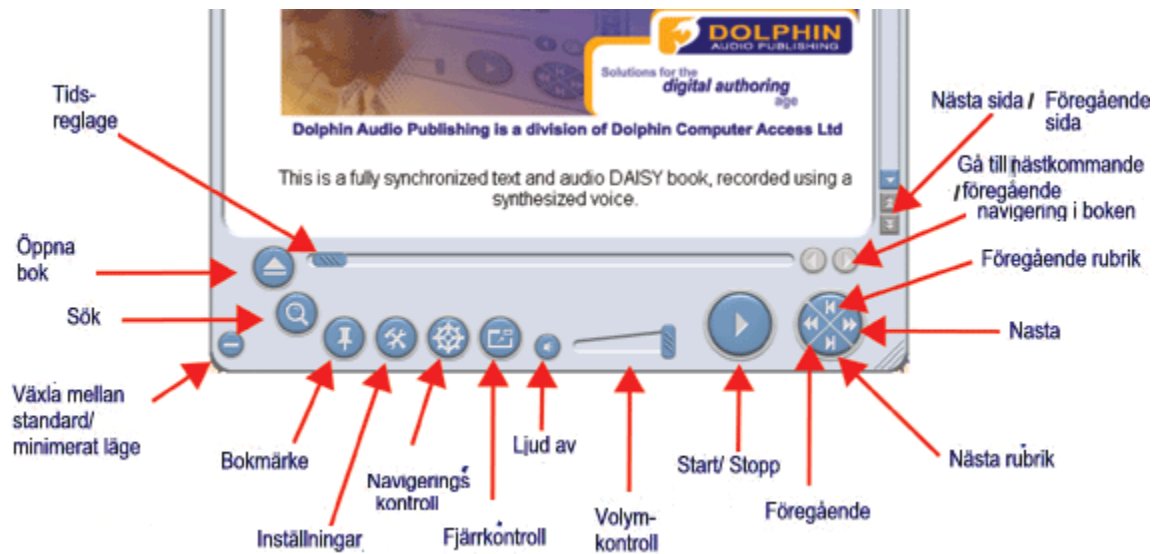 DOLPHIN
AUDIO PUBLISHING
Solutions for the
digital authoring
age
Dolphin Audio Publishing is a division of Dolphin Computer Access Ltd
This is a fully synchronized text and audio DAISY book, recorded using a
synthesized voice.
Tids-
reglage
Nästa sida / Föregående
sida
Gå till nästkommande
/föregående
navigering i boken
Öppna
bok
Föregående rubrik
Sök
Nasta
Växla mellan
standard/
minimerat läge
Bokmärke
Inställningar
Navigerings
kontroll
Fjärrkontroll
Ljud av
Volym-
kontroll
Start/ Stopp
Föregående
Nästa rubrik